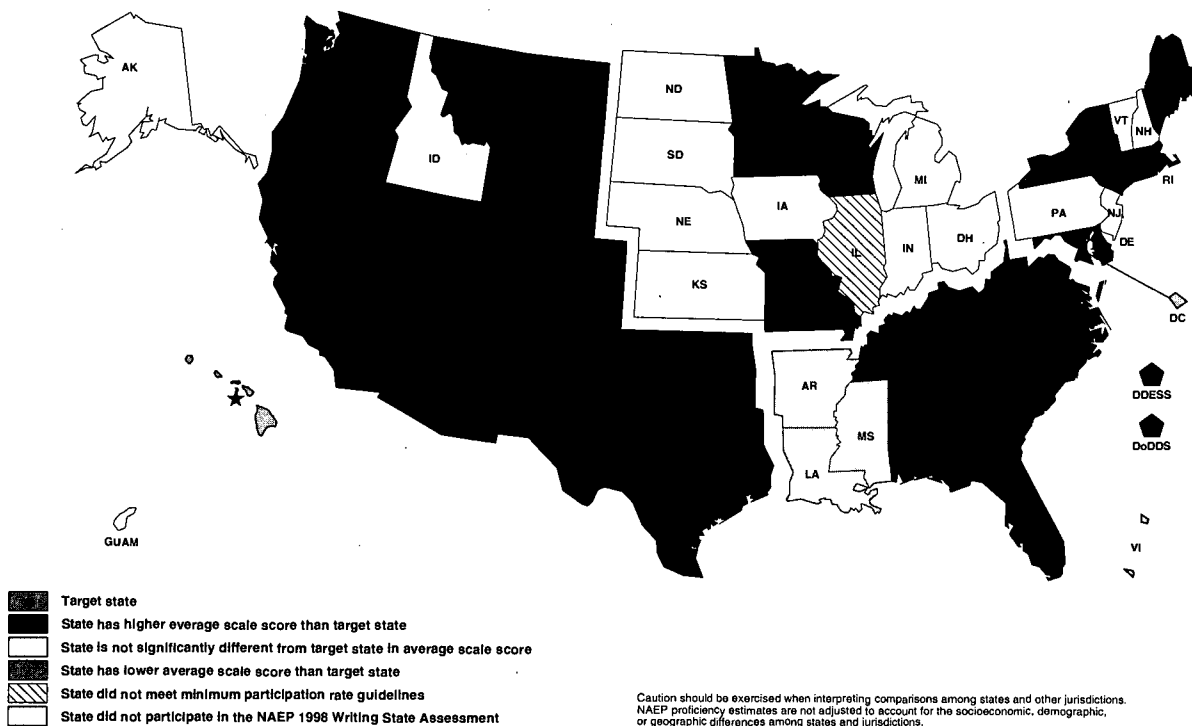 AK
ND
VT
NH
ID
SD
MI
RI
IA
PA
NJ
NE
IL
IN
DH
DE
KS
DC
AR
DDESS
MS
DoDDS
LA
GUAM
VI
Target state
State has higher average scale score than target state
State is not significantly different from target state in average scale score
State has lower average scale score than target state
State did not meet minimum participation rate guidelines
State did not participate in the NAEP 1998 Writing State Assessment
Caution should be exercised when interpreting comparisons among states and other jurisdictions.
NAEP proficiency estimates are not adjusted to account for the socioeconomic, demographic,
or geographic differences among states and jurisdictions.